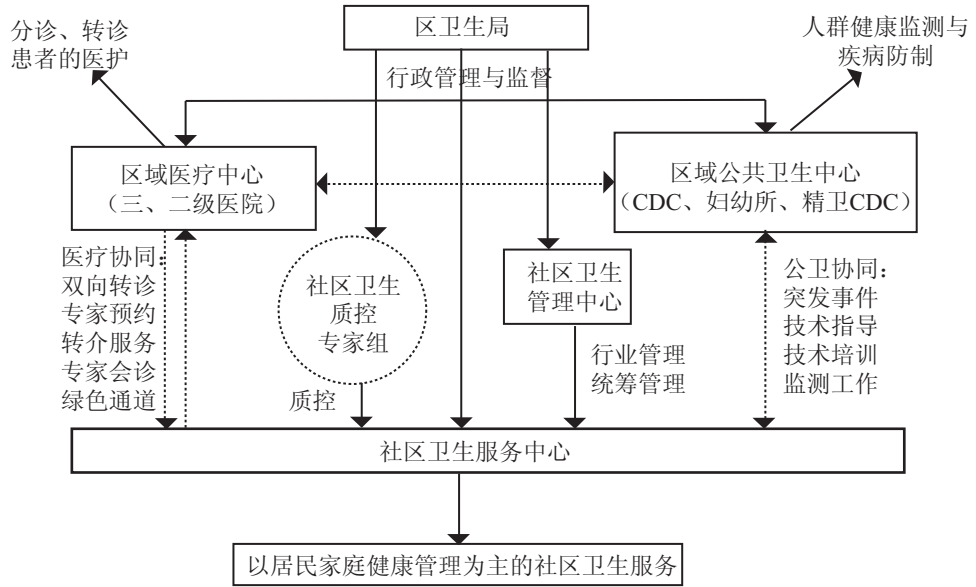 区卫生局
分诊、转诊
患者的医护
人群健康监测与
疾病防制
行政管理与监督
区域医疗中心
（三、二级医院）
区域公共卫生中心
（CDC、妇幼所、精卫CDC）
医疗协同：
双向转诊
专家预约
转介服务
专家会诊
绿色通道
社区卫生
质控
专家组
社区卫生
管理中心
公卫协同：
突发事件
技术指导
技术培训
监测工作
质控
行业管理
统筹管理
社区卫生服务中心
以居民家庭健康管理为主的社区卫生服务